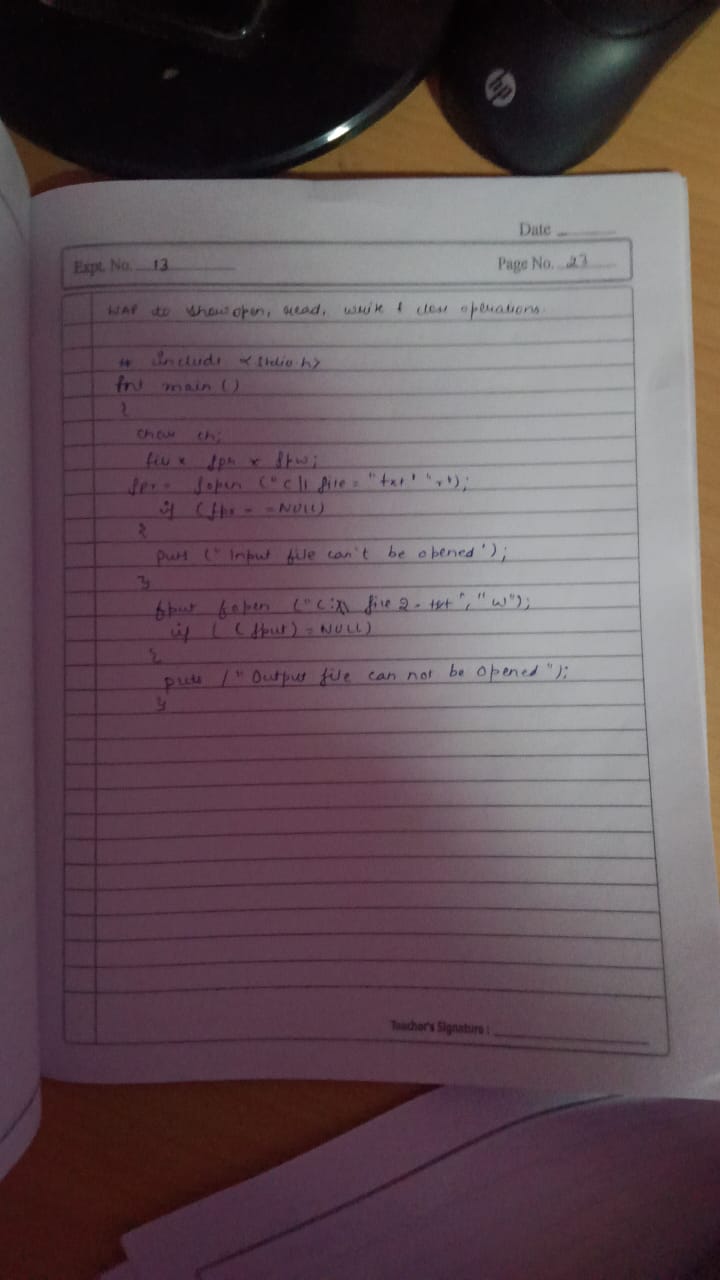 hp
Date
Expt. No. 13
Page No. 23
WAP to show open, read, write & close operations.
# include <stdio h>
int main ()
{
char ch;
file * fpr * fpw;
fpr = fopen ("C\\ file = "txt' "r");
if (fpr = =NULL)
{
puts (" Input file can't be opened');
}
fput fopen ("C:\\ file 2. txt", "w");
if ( (fput) = NULL)
{
puts (" Output file can not be opened");
}
Teacher's Signature :